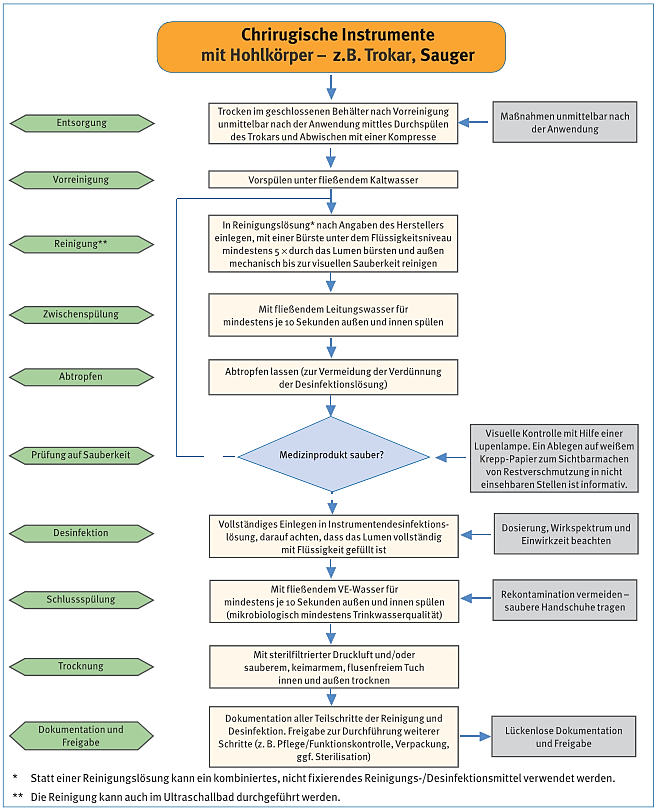 Chrirugische Instrumente
mit Hohlkörper – z.B. Trokar, Sauger
Entsorgung
Trocken im geschlossenen Behälter nach Vorreinigung
unmittelbar nach der Anwendung mittles Durchspülen
des Trokars und Abwischen mit einer Kompresse
Maßnahmen unmittelbar nach
der Anwendung
Vorreinigung
Vorspülen unter fließendem Kaltwasser
Reinigung**
In Reinigungslösung* nach Angaben des Herstellers
einlegen, mit einer Bürste unter dem Flüssigkeitsniveau
mindestens 5 × durch das Lumen bürsten und außen
mechanisch bis zur visuellen Sauberkeit reinigen
Zwischenspülung
Mit fließendem Leitungswasser für
mindestens je 10 Sekunden außen und innen spülen
Abtropfen
Abtropfen lassen (zur Vermeidung der Verdünnung
der Desinfektionslösung)
Prüfung auf Sauberkeit
Medizinprodukt sauber?
Visuelle Kontrolle mit Hilfe einer
Lupenlampe. Ein Ablegen auf weißem
Krepp-Papier zum Sichtbarmachen
von Restverschmutzung in nicht
einsehbaren Stellen ist informativ.
Desinfektion
Vollständiges Einlegen in Instrumentendesinfektions-
lösung, darauf achten, dass das Lumen vollständig
mit Flüssigkeit gefüllt ist
Dosierung, Wirkspektrum und
Einwirkzeit beachten
Schlussspülung
Mit fließendem VE-Wasser für
mindestens je 10 Sekunden außen und innen spülen
(mikrobiologisch mindestens Trinkwasserqualität)
Rekontamination vermeiden –
saubere Handschuhe tragen
Trocknung
Mit sterilfiltrierter Druckluft und/oder
sauberem, keimarmem, flusenfreiem Tuch
innen und außen trocknen
Dokumentation und
Freigabe
Dokumentation aller Teilschritte der Reinigung und
Desinfektion. Freigabe zur Durchführung weiterer
Schritte (z. B. Pflege/Funktionskontrolle, Verpackung,
ggf. Sterilisation)
Lückenlose Dokumentation
und Freigabe
* Statt einer Reinigungslösung kann ein kombiniertes, nicht fixierendes Reinigungs-/Desinfektionsmittel verwendet werden.
** Die Reinigung kann auch im Ultraschallbad durchgeführt werden.